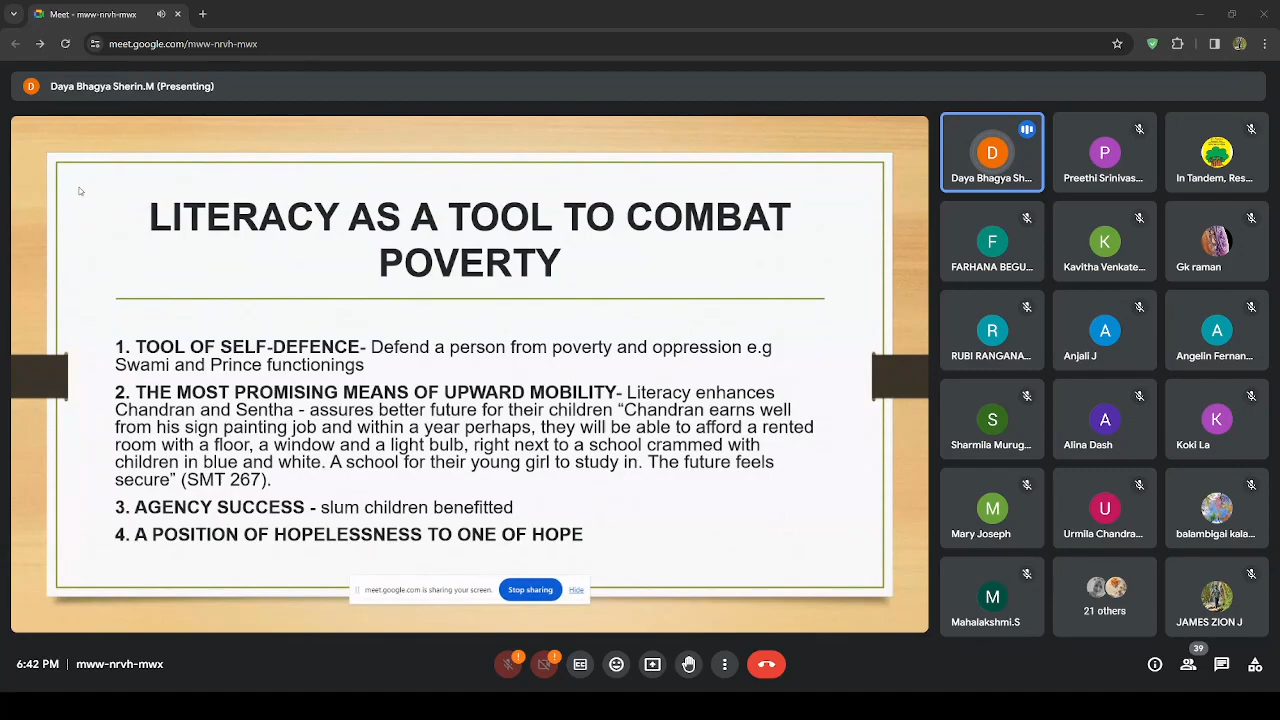 Meet - mww-nrvh-mwx
meet.google.com/mww-nrvh-mwx
D
Daya Bhagya Sherin.M (Presenting)
LITERACY AS A TOOL TO COMBAT
POVERTY
1. TOOL OF SELF-DEFENCE- Defend a person from poverty and oppression e.g
Swami and Prince functionings
2. THE MOST PROMISING MEANS OF UPWARD MOBILITY- Literacy enhances
Chandran and Sentha - assures better future for their children “Chandran earns well
from his sign painting job and within a year perhaps, they will be able to afford a rented
room with a floor, a window and a light bulb, right next to a school crammed with
children in blue and white. A school for their young girl to study in. The future feels
secure” (SMT 267).
3. AGENCY SUCCESS - slum children benefitted
4. A POSITION OF HOPELESSNESS TO ONE OF HOPE
meet.google.com is sharing your screen. Stop sharing Hide
D P
Daya Bhagya Sh... Preethi Srinivas... In Tandem, Res...
F K
FARHANA BEGU... Kavitha Venkate... Gk raman
R A A
RUBI RANGANA... Anjali J Angelin Fernan...
S A K
Sharmila Murug... Alina Dash Koki La
M U
Mary Joseph Urmila Chandra... balambigai kala...
M
Mahalakshmi.S 21 others JAMES ZION J
6:42 PM mww-nrvh-mwx
39